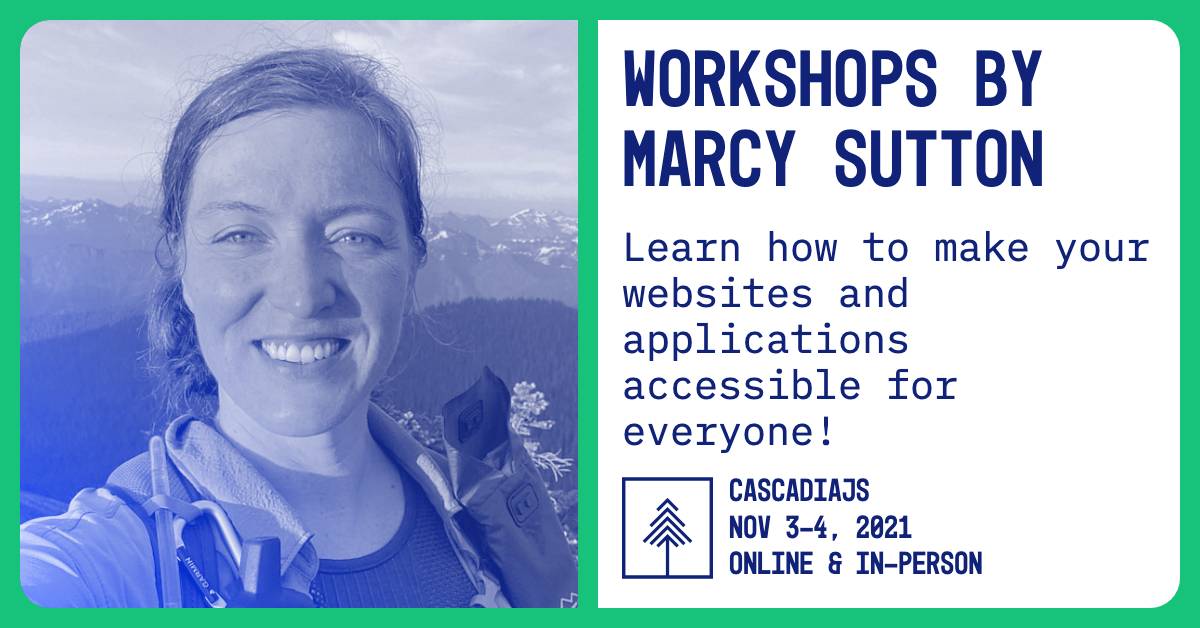 WORKSHOPS BY
MARCY SUTTON
Learn how to make your
websites and
applications
accessible for
everyone!
CASCADIAJS
NOV 3-4, 2021
ONLINE & IN-PERSON
GARMIN